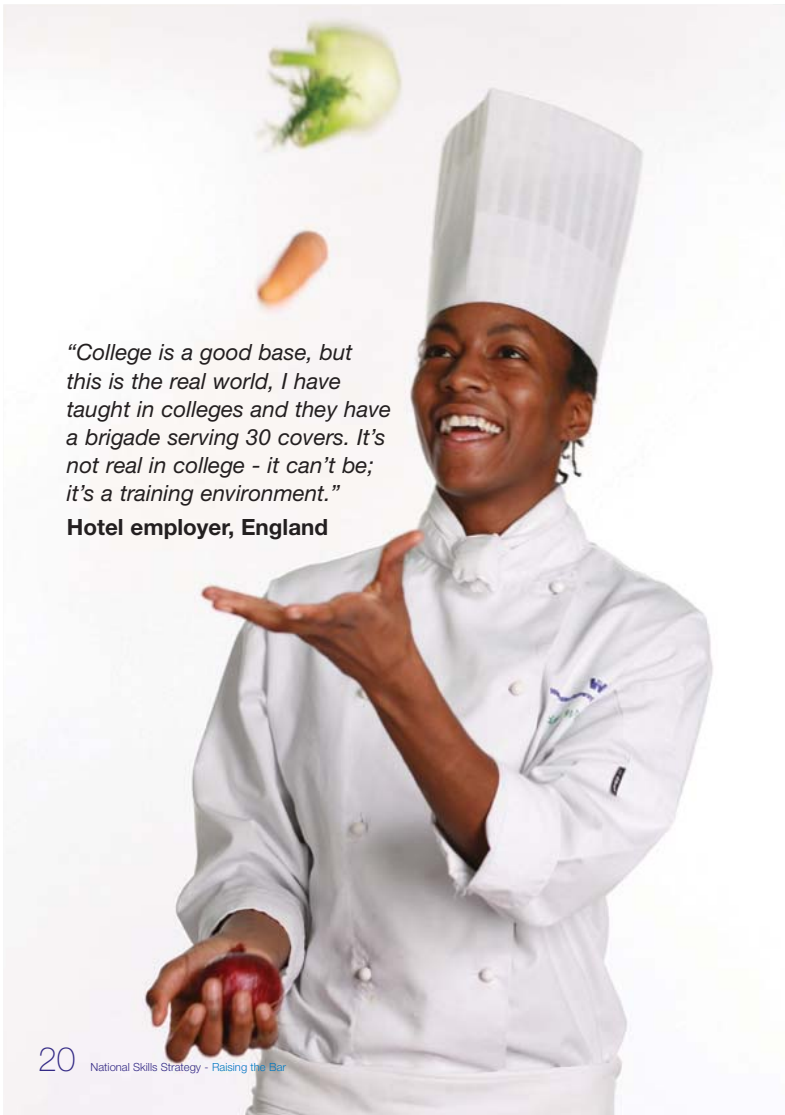 “College is a good base, but
this is the real world, I have
taught in colleges and they have
a brigade serving 30 covers. It’s
not real in college - it can’t be;
it’s a training environment.”
Hotel employer, England
20 National Skills Strategy - Raising the Bar